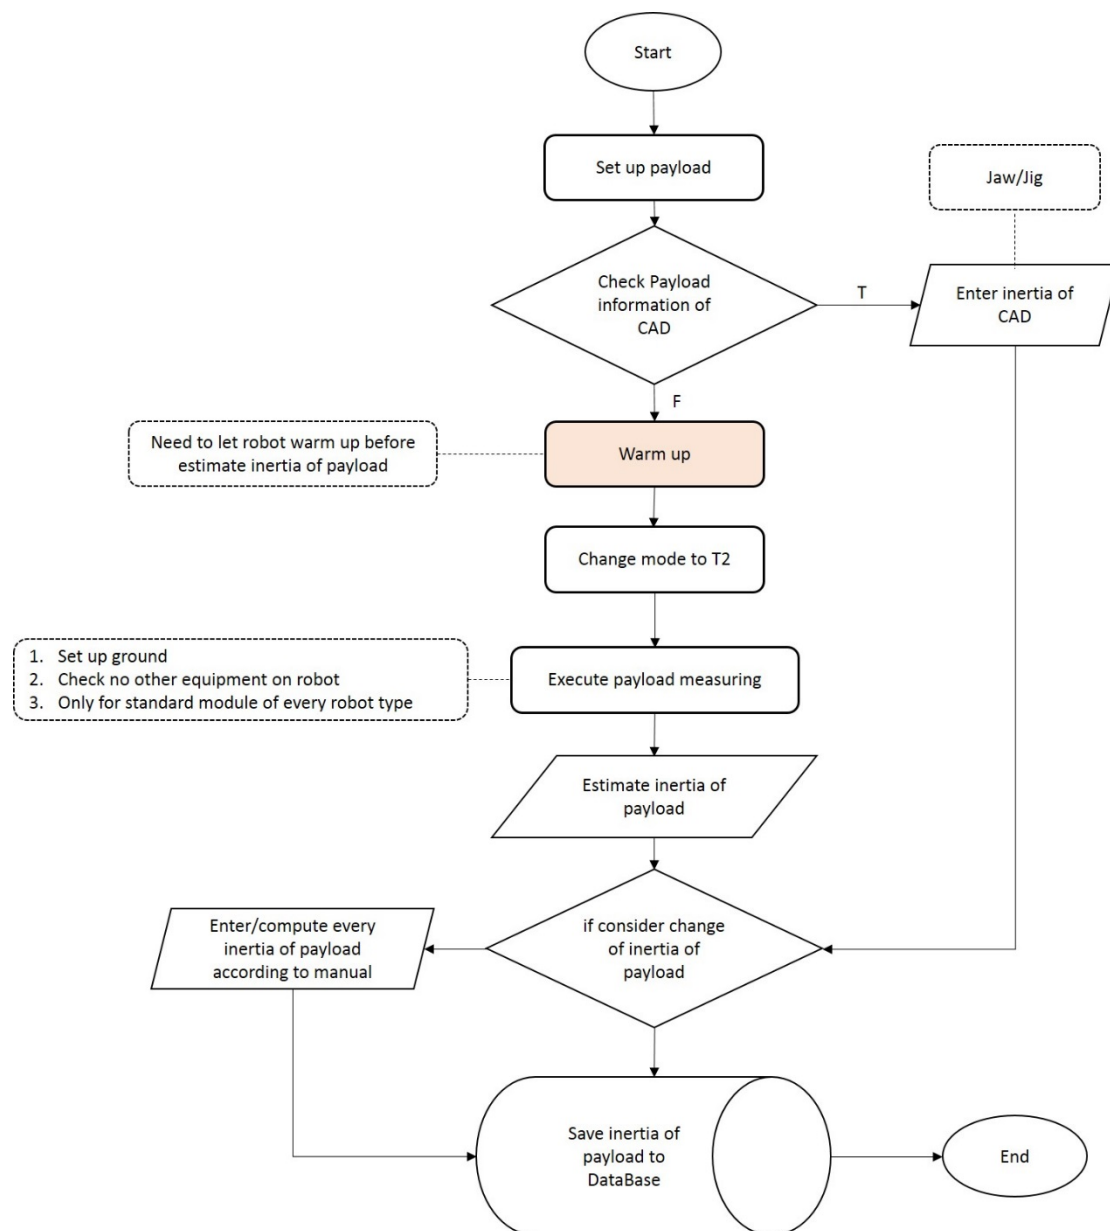 Start
Set up payload
Jaw/Jig
Check Payload
information of
CAD
T
Enter inertia of
CAD
F
Need to let robot warm up before
estimate inertia of payload
Warm up
Change mode to T2
1. Set up ground
2. Check no other equipment on robot
3. Only for standard module of every robot type
Execute payload measuring
Estimate inertia of
payload
Enter/compute every
inertia of payload
according to manual
if consider change
of inertia of
payload
Save inertia of
payload to
DataBase
End